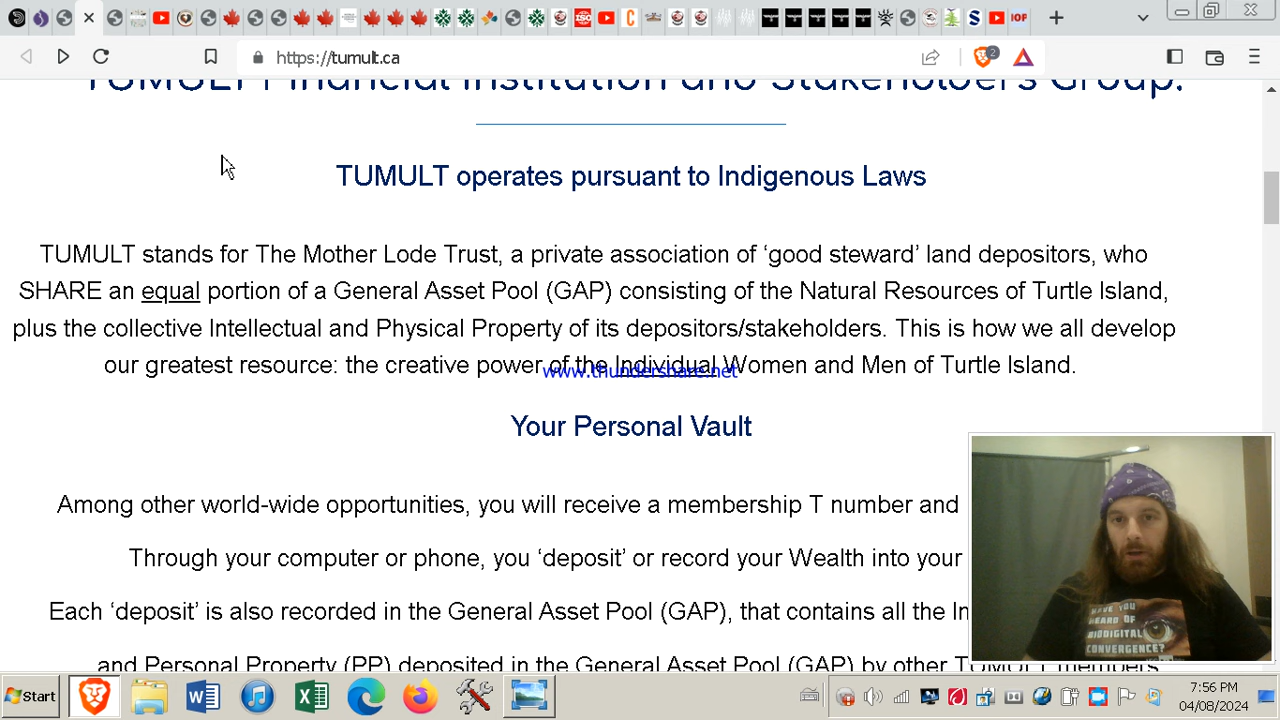 https://tumult.ca
2
TUMULT Financial Institution and Stakeholders Group.
TUMULT operates pursuant to Indigenous Laws
TUMULT stands for The Mother Lode Trust, a private association of ‘good steward’ land depositors, who
SHARE an equal portion of a General Asset Pool (GAP) consisting of the Natural Resources of Turtle Island,
plus the collective Intellectual and Physical Property of its depositors/stakeholders. This is how we all develop
our greatest resource: the creative power of the Individual Women and Men of Turtle Island.
www.thundershare.net
Your Personal Vault
Among other world-wide opportunities, you will receive a membership T number and
Through your computer or phone, you ‘deposit’ or record your Wealth into your
Each ‘deposit’ is also recorded in the General Asset Pool (GAP), that contains all the In
and Personal Property (PP) deposited in the General Asset Pool (GAP) by other TUMULT members
HAVE YOU
HEARD OF
BIODIGITAL
CONVERGENCE?
Start
7:56 PM
04/08/2024
ISO
IOF